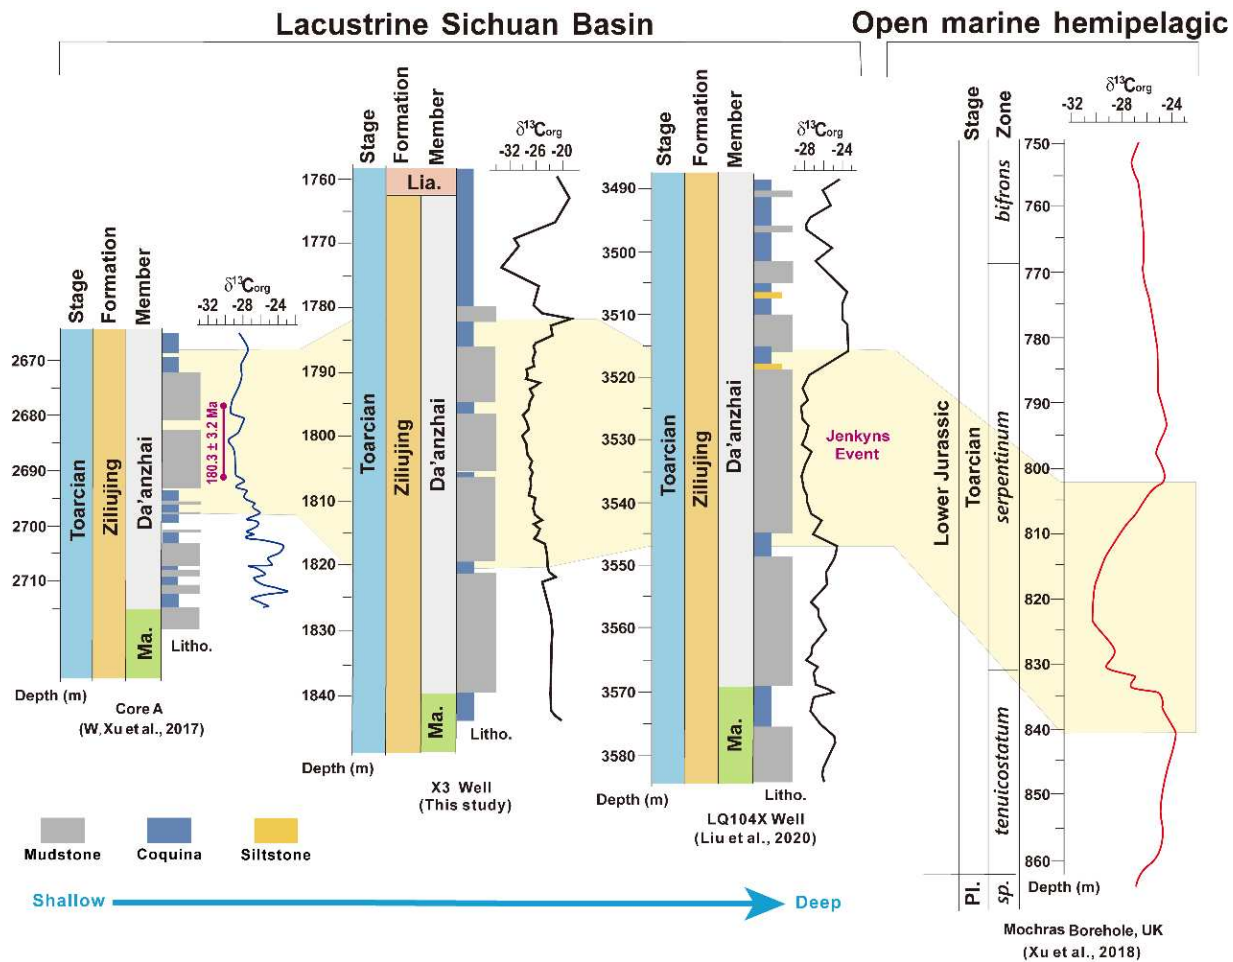 Lacustrine Sichuan Basin
Open marine hemipelagic
Stage
Formation
Member
δ¹³Corg
-32 -28 -24
2670
2680
2690
2700
2710
Toarcian
Ziliujing
Da'anzhai
Ma.
180.3 ± 3.2 Ma
Litho.
Depth (m)
Core A
(W,Xu et al., 2017)
Stage
Formation
Member
δ¹³Corg
-32 -26 -20
1760
1770
1780
1790
1800
1810
1820
1830
1840
Lia.
Toarcian
Ziliujing
Da'anzhai
Ma.
Litho.
Depth (m)
X3 Well
(This study)
Stage
Formation
Member
δ¹³Corg
-28 -24
3490
3500
3510
3520
3530
3540
3550
3560
3570
3580
Toarcian
Ziliujing
Da'anzhai
Ma.
Jenkyns
Event
Litho.
Depth (m)
LQ104X Well
(Liu et al., 2020)
Stage
Zone
δ¹³Corg
-32 -28 -24
750
760
770
780
790
800
810
820
830
840
850
860
Lower Jurassic
Toarcian
bifrons
serpentinum
tenuicostatum
Pl.
sp.
Depth (m)
Mochras Borehole, UK
(Xu et al., 2018)
Mudstone
Coquina
Siltstone
Shallow
Deep